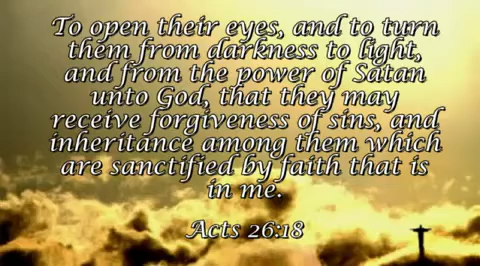 To open their eyes, and to turn
them from darkness to light,
and from the power of Satan
unto God, that they may
receive forgiveness of sins, and
inheritance among them which
are sanctified by faith that is
in me.
Acts 26:18